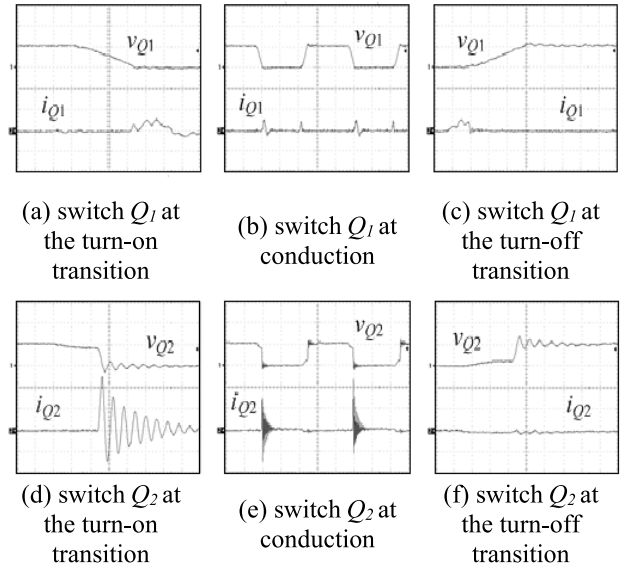 vQ1
iQ1
vQ1
iQ1
vQ1
iQ1
(a) switch Q1 at
the turn-on
transition
(b) switch Q1 at
conduction
(c) switch Q1 at
the turn-off
transition
vQ2
iQ2
vQ2
iQ2
vQ2
iQ2
(d) switch Q2 at
the turn-on
transition
(e) switch Q2 at
conduction
(f) switch Q2 at
the turn-off
transition